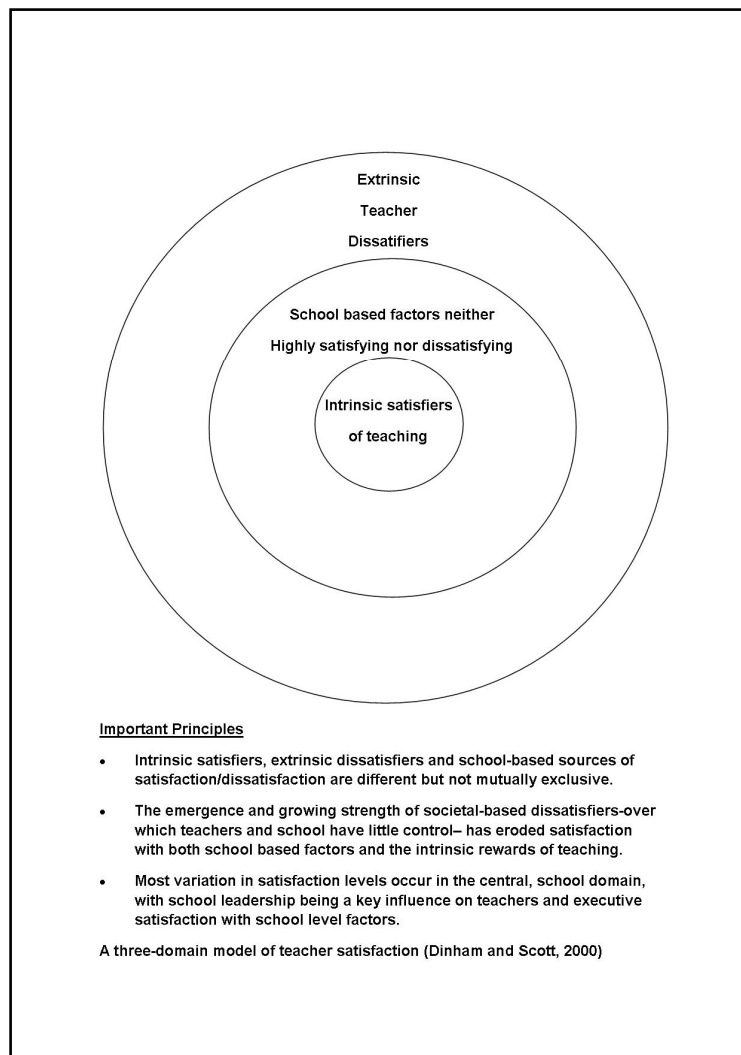 Extrinsic
Teacher
Dissatifiers
School based factors neither
Highly satisfying nor dissatisfying
Intrinsic satisfiers
of teaching
Important Principles
• Intrinsic satisfiers, extrinsic dissatisfiers and school-based sources of
satisfaction/dissatisfaction are different but not mutually exclusive.
• The emergence and growing strength of societal-based dissatisfiers-over
which teachers and school have little control– has eroded satisfaction
with both school based factors and the intrinsic rewards of teaching.
• Most variation in satisfaction levels occur in the central, school domain,
with school leadership being a key influence on teachers and executive
satisfaction with school level factors.
A three-domain model of teacher satisfaction (Dinham and Scott, 2000)